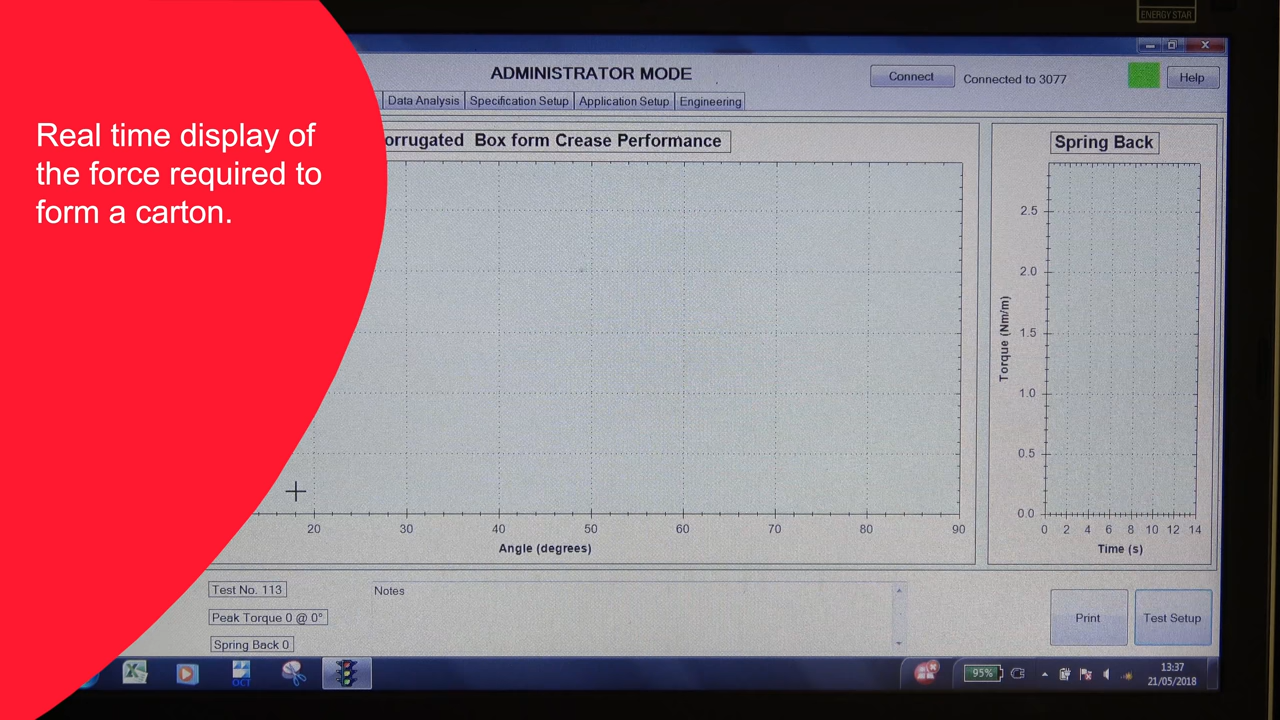 ENERGY STAR
Real time display of
the force required to
form a carton.
ADMINISTRATOR MODE
Connect
Connected to 3077
Help
Data Analysis
Specification Setup
Application Setup
Engineering
orrugated Box form Crease Performance
Spring Back
2.5
2.0
1.5
1.0
0.5
0.0
Torque (Nm/m)
20 30 40 50 60 70 80 90
Angle (degrees)
0 2 4 6 8 10 12 14
Time (s)
Test No. 113
Peak Torque 0 @ 0°
Spring Back 0
Notes
Print
Test Setup
OCT
95%
13:37
21/05/2018